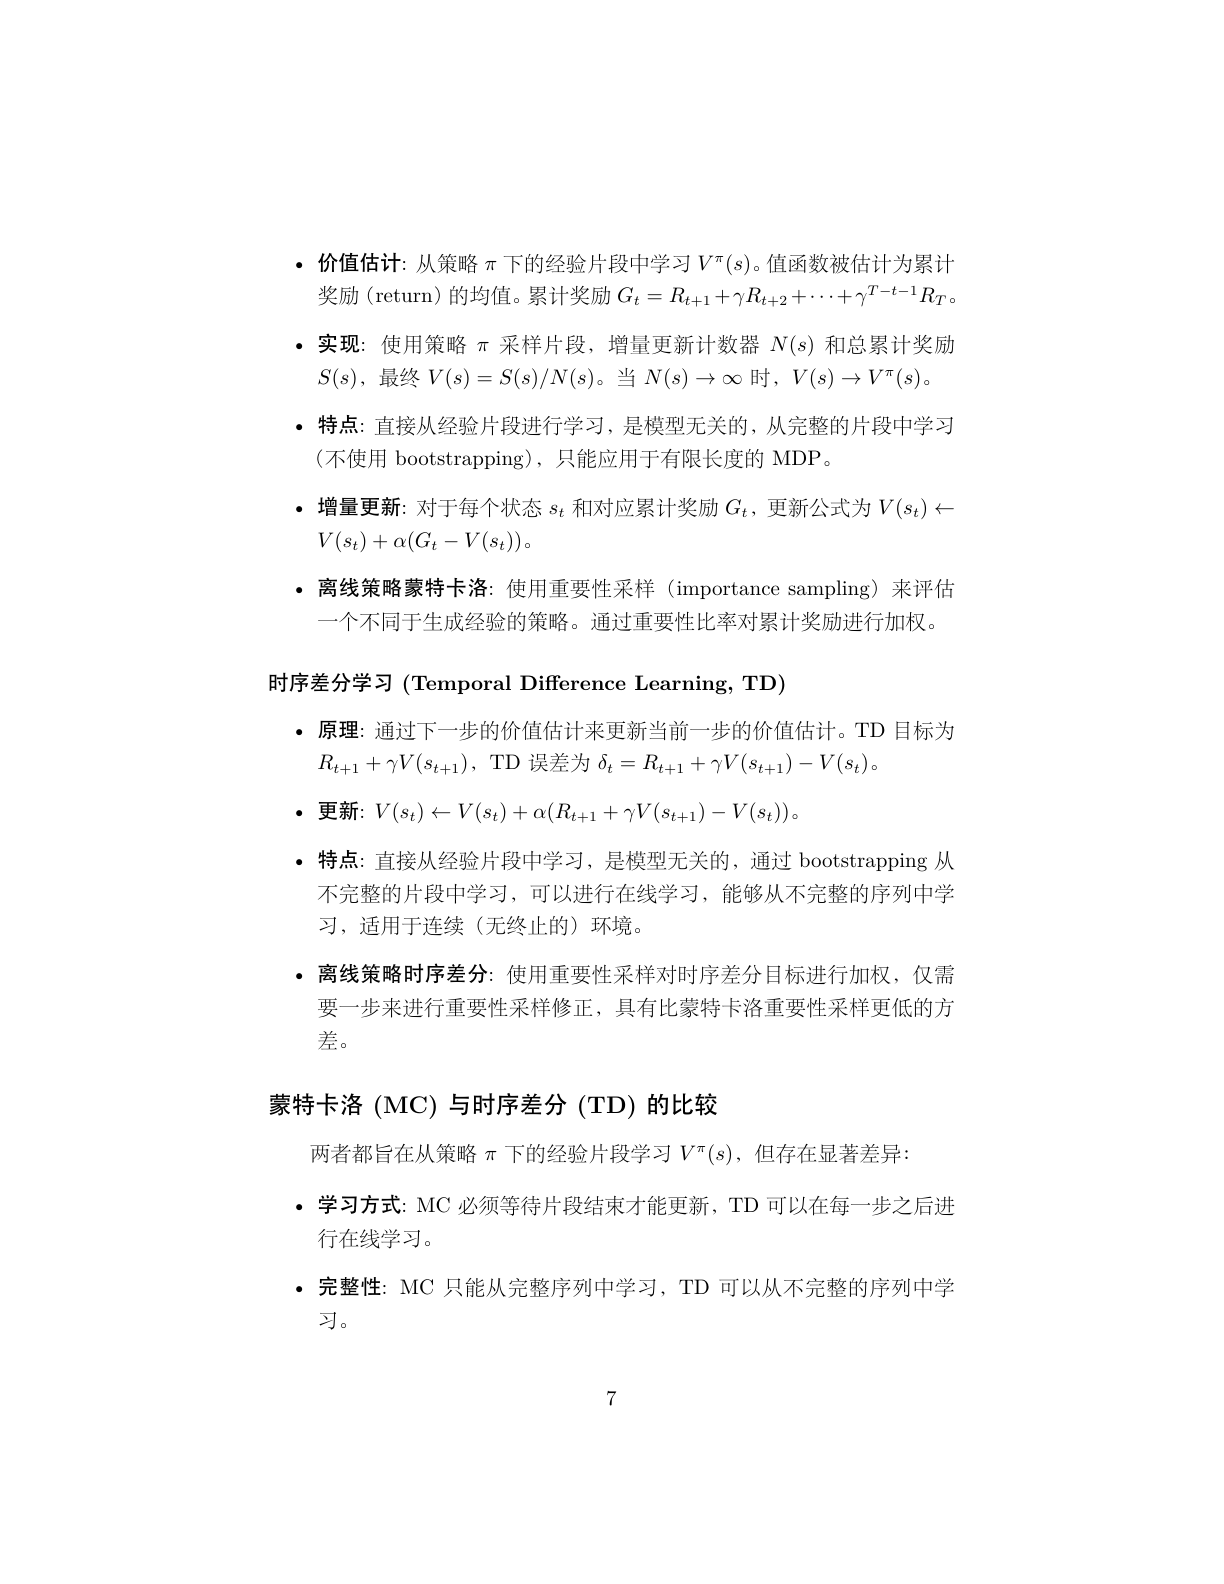 • 价值估计: 从策略 π 下的经验片段中学习 V^π(s)。值函数被估计为累计
奖励（return）的均值。累计奖励 G_t = R_{t+1} + γR_{t+2} + ⋯ + γ^{T−t−1}R_T。
• 实现: 使用策略 π 采样片段，增量更新计数器 N(s) 和总累计奖励
S(s)，最终 V(s) = S(s)/N(s)。当 N(s) → ∞ 时，V(s) → V^π(s)。
• 特点: 直接从经验片段进行学习，是模型无关的，从完整的片段中学习
（不使用 bootstrapping），只能应用于有限长度的 MDP。
• 增量更新: 对于每个状态 s_t 和对应累计奖励 G_t，更新公式为 V(s_t) ←
V(s_t) + α(G_t − V(s_t))。
• 离线策略蒙特卡洛: 使用重要性采样（importance sampling）来评估
一个不同于生成经验的策略。通过重要性比率对累计奖励进行加权。
时序差分学习 (Temporal Difference Learning, TD)
• 原理: 通过下一步的价值估计来更新当前一步的价值估计。TD 目标为
R_{t+1} + γV(s_{t+1})，TD 误差为 δ_t = R_{t+1} + γV(s_{t+1}) − V(s_t)。
• 更新: V(s_t) ← V(s_t) + α(R_{t+1} + γV(s_{t+1}) − V(s_t))。
• 特点: 直接从经验片段中学习，是模型无关的，通过 bootstrapping 从
不完整的片段中学习，可以进行在线学习，能够从不完整的序列中学
习，适用于连续（无终止的）环境。
• 离线策略时序差分: 使用重要性采样对时序差分目标进行加权，仅需
要一步来进行重要性采样修正，具有比蒙特卡洛重要性采样更低的方
差。
蒙特卡洛 (MC) 与时序差分 (TD) 的比较
两者都旨在从策略 π 下的经验片段学习 V^π(s)，但存在显著差异：
• 学习方式: MC 必须等待片段结束才能更新，TD 可以在每一步之后进
行在线学习。
• 完整性: MC 只能从完整序列中学习，TD 可以从不完整的序列中学
习。
7